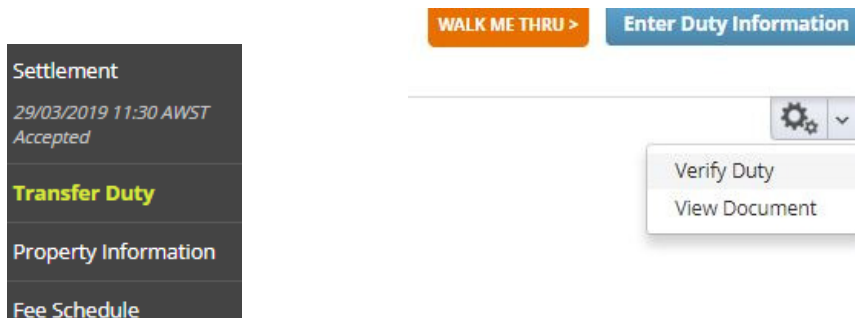 Settlement
29/03/2019 11:30 AWST
Accepted
Transfer Duty
Property Information
Fee Schedule
WALK ME THRU >
Enter Duty Information
Verify Duty
View Document